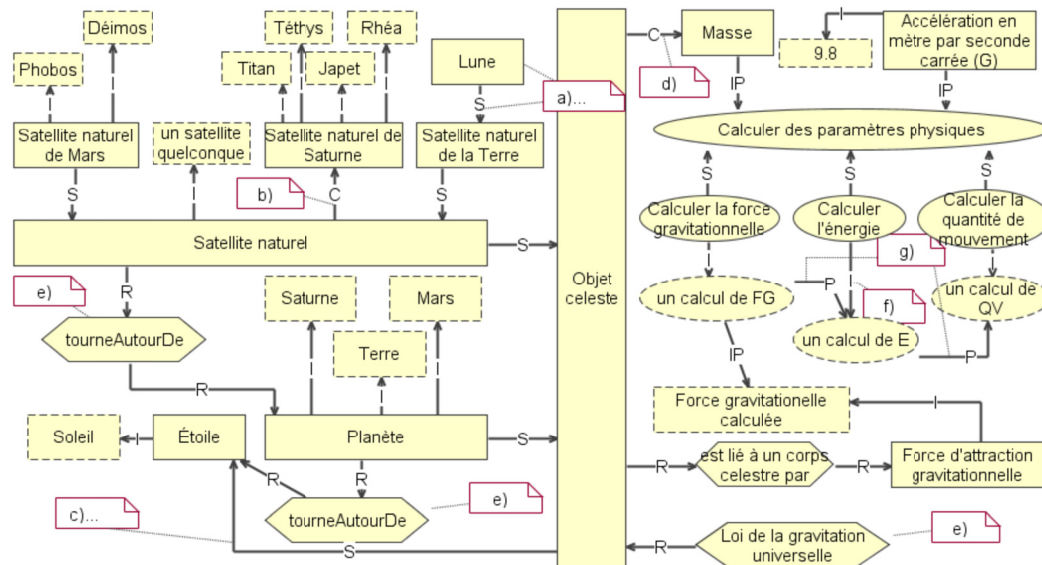 Déimos
Téthys
Rhéa
Phobos
Titan
Japet
Lune
C
Masse
I
9.8
Accélération en
mètre par seconde
carrée (G)
d)
S
a)...
IP
IP
Satellite naturel
de Mars
un satellite
quelconque
Satellite naturel de
Saturne
Satellite naturel
de la Terre
Calculer des paramètres physiques
S
b)
C
S
S
S
S
Calculer la force
gravitationnelle
Calculer
l'énergie
Calculer la
quantité de
mouvement
Satellite naturel
S
Objet
celeste
g)
R
e)
Saturne
Mars
un calcul de FG
P
f)
un calcul de
QV
tourneAutourDe
Terre
un calcul de E
P
IP
R
Force gravitationelle
calculée
I
Soleil
I
Étoile
Planète
S
R
est lié à un corps
celestre par
R
Force d'attraction
gravitationnelle
R
R
c)...
tourneAutourDe
e)
S
R
Loi de la gravitation
universelle
e)